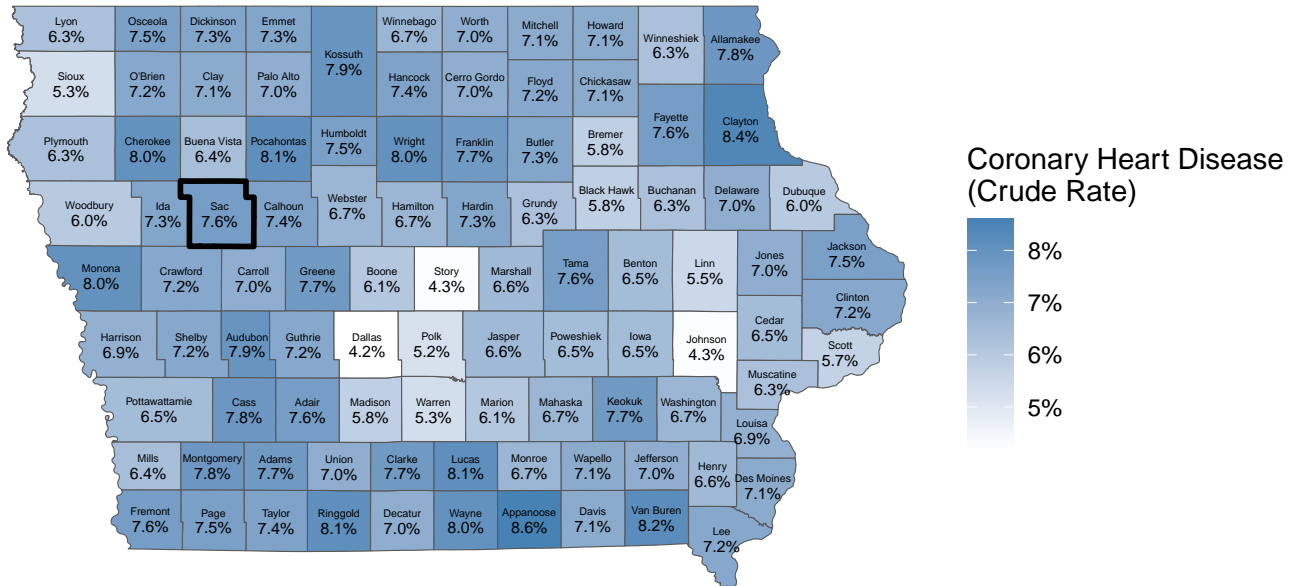 Lyon
6.3%
Osceola
7.5%
Dickinson
7.3%
Emmet
7.3%
Kossuth
7.9%
Winnebago
6.7%
Worth
7.0%
Mitchell
7.1%
Howard
7.1%
Winneshiek
6.3%
Allamakee
7.8%
Sioux
5.3%
O'Brien
7.2%
Clay
7.1%
Palo Alto
7.0%
Hancock
7.4%
Cerro Gordo
7.0%
Floyd
7.2%
Chickasaw
7.1%
Fayette
7.6%
Clayton
8.4%
Plymouth
6.3%
Cherokee
8.0%
Buena Vista
6.4%
Pocahontas
8.1%
Humboldt
7.5%
Wright
8.0%
Franklin
7.7%
Butler
7.3%
Bremer
5.8%
Woodbury
6.0%
Ida
7.3%
Sac
7.6%
Calhoun
7.4%
Webster
6.7%
Hamilton
6.7%
Hardin
7.3%
Grundy
6.3%
Black Hawk
5.8%
Buchanan
6.3%
Delaware
7.0%
Dubuque
6.0%
Monona
8.0%
Crawford
7.2%
Carroll
7.0%
Greene
7.7%
Boone
6.1%
Story
4.3%
Marshall
6.6%
Tama
7.6%
Benton
6.5%
Linn
5.5%
Jones
7.0%
Jackson
7.5%
Clinton
7.2%
Harrison
6.9%
Shelby
7.2%
Audubon
7.9%
Guthrie
7.2%
Dallas
4.2%
Polk
5.2%
Jasper
6.6%
Poweshiek
6.5%
Iowa
6.5%
Johnson
4.3%
Cedar
6.5%
Scott
5.7%
Muscatine
6.3%
Pottawattamie
6.5%
Cass
7.8%
Adair
7.6%
Madison
5.8%
Warren
5.3%
Marion
6.1%
Mahaska
6.7%
Keokuk
7.7%
Washington
6.7%
Louisa
6.9%
Mills
6.4%
Montgomery
7.8%
Adams
7.7%
Union
7.0%
Clarke
7.7%
Lucas
8.1%
Monroe
6.7%
Wapello
7.1%
Jefferson
7.0%
Henry
6.6%
Des Moines
7.1%
Fremont
7.6%
Page
7.5%
Taylor
7.4%
Ringgold
8.1%
Decatur
7.0%
Wayne
8.0%
Appanoose
8.6%
Davis
7.1%
Van Buren
8.2%
Lee
7.2%
Coronary Heart Disease
(Crude Rate)
8%
7%
6%
5%